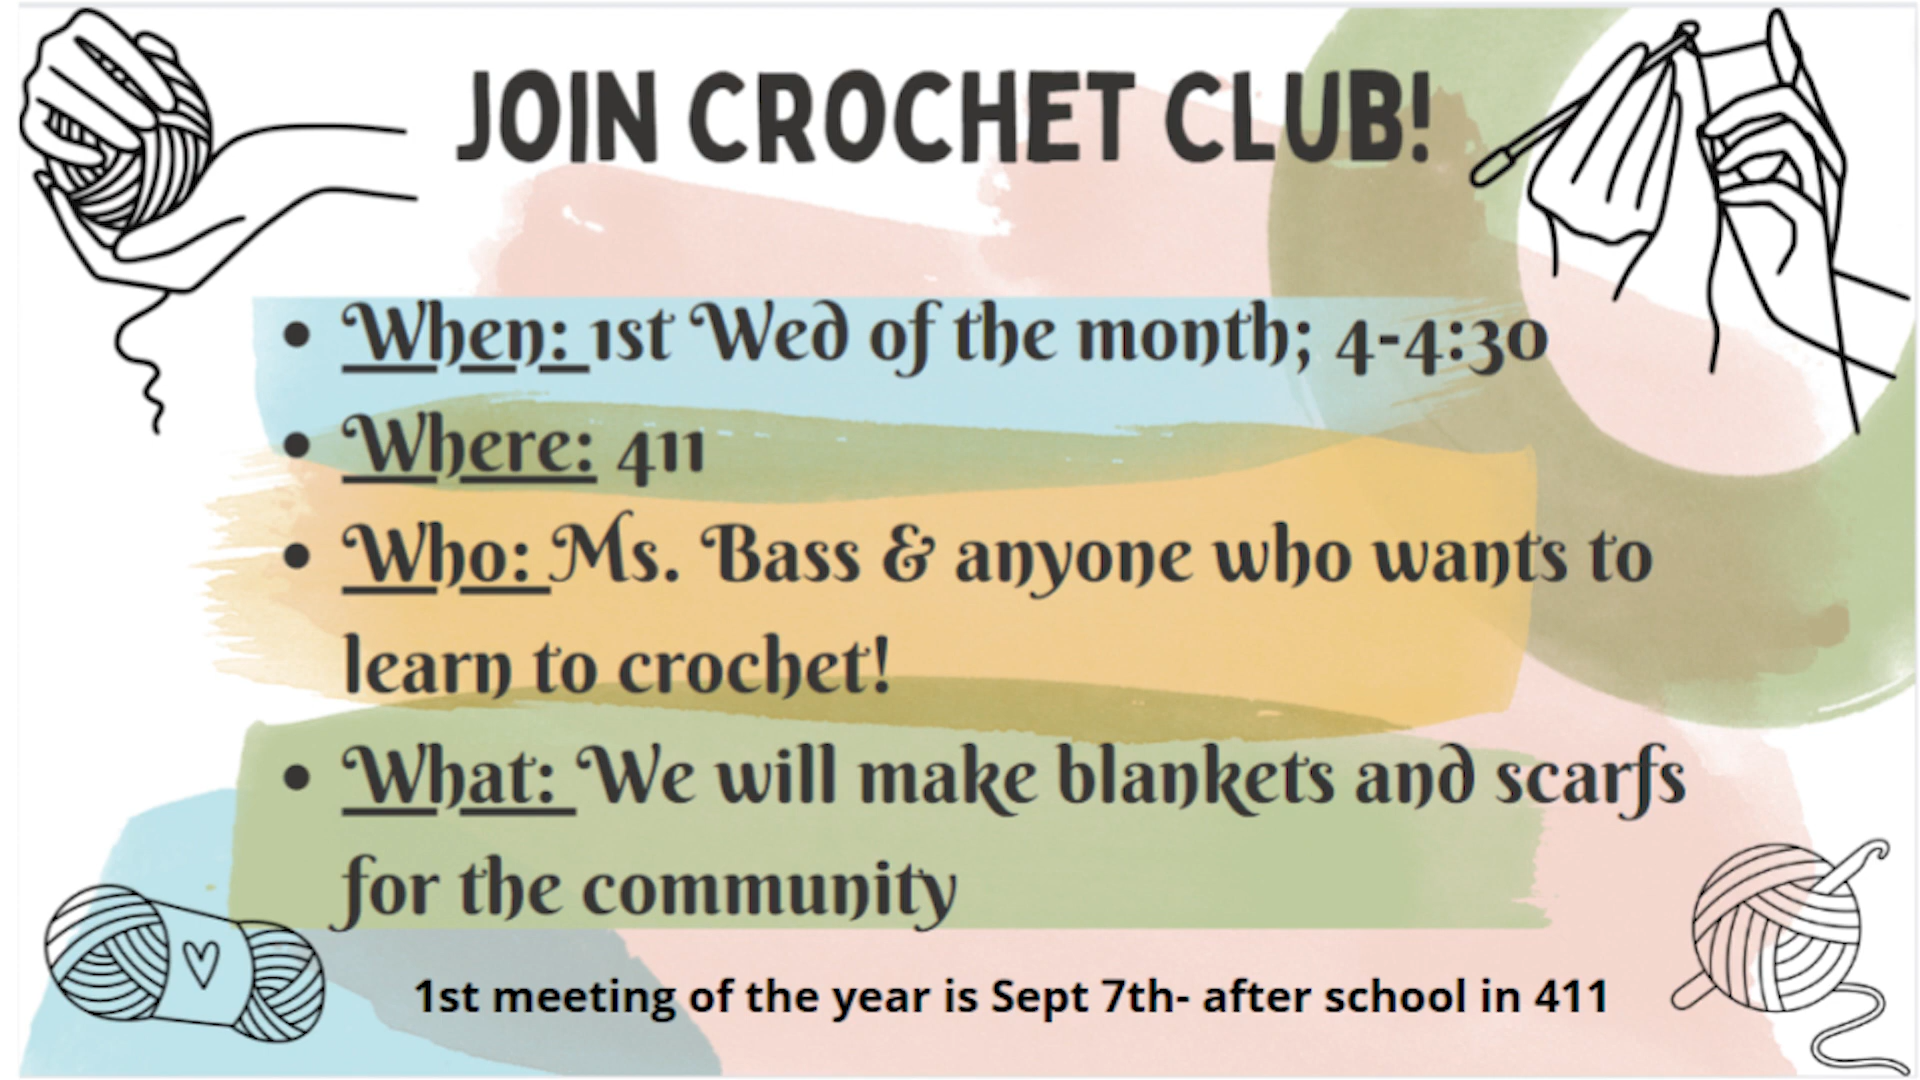 JOIN CROCHET CLUB!
• When: 1st Wed of the month; 4-4:30
• Where: 411
• Who: Ms. Bass & anyone who wants to
learn to crochet!
• What: We will make blankets and scarfs
for the community
1st meeting of the year is Sept 7th- after school in 411